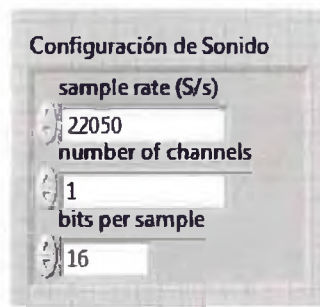 Configuración de Sonido
sample rate (S/s)
22050
number of channels
1
bits per sample
16